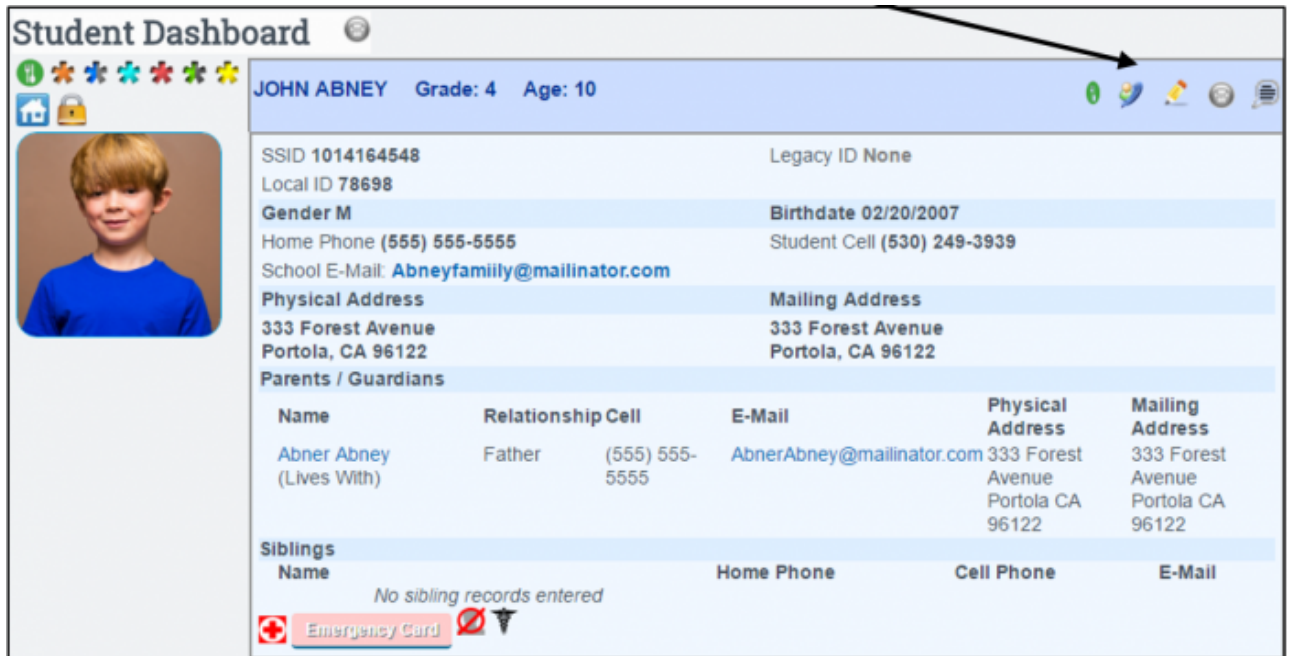 Student Dashboard
JOHN ABNEY Grade: 4 Age: 10
SSID 1014164548 Legacy ID None
Local ID 78698
Gender M Birthdate 02/20/2007
Home Phone (555) 555-5555 Student Cell (530) 249-3939
School E-Mail: Abneyfamiily@mailinator.com
Physical Address Mailing Address
333 Forest Avenue 333 Forest Avenue
Portola, CA 96122 Portola, CA 96122
Parents / Guardians
Name Relationship Cell E-Mail Physical Address Mailing Address
Abner Abney Father (555) 555- AbnerAbney@mailinator.com 333 Forest 333 Forest
(Lives With) 5555 Avenue Avenue
Portola CA Portola CA
96122 96122
Siblings
Name Home Phone Cell Phone E-Mail
No sibling records entered
Emergency Card